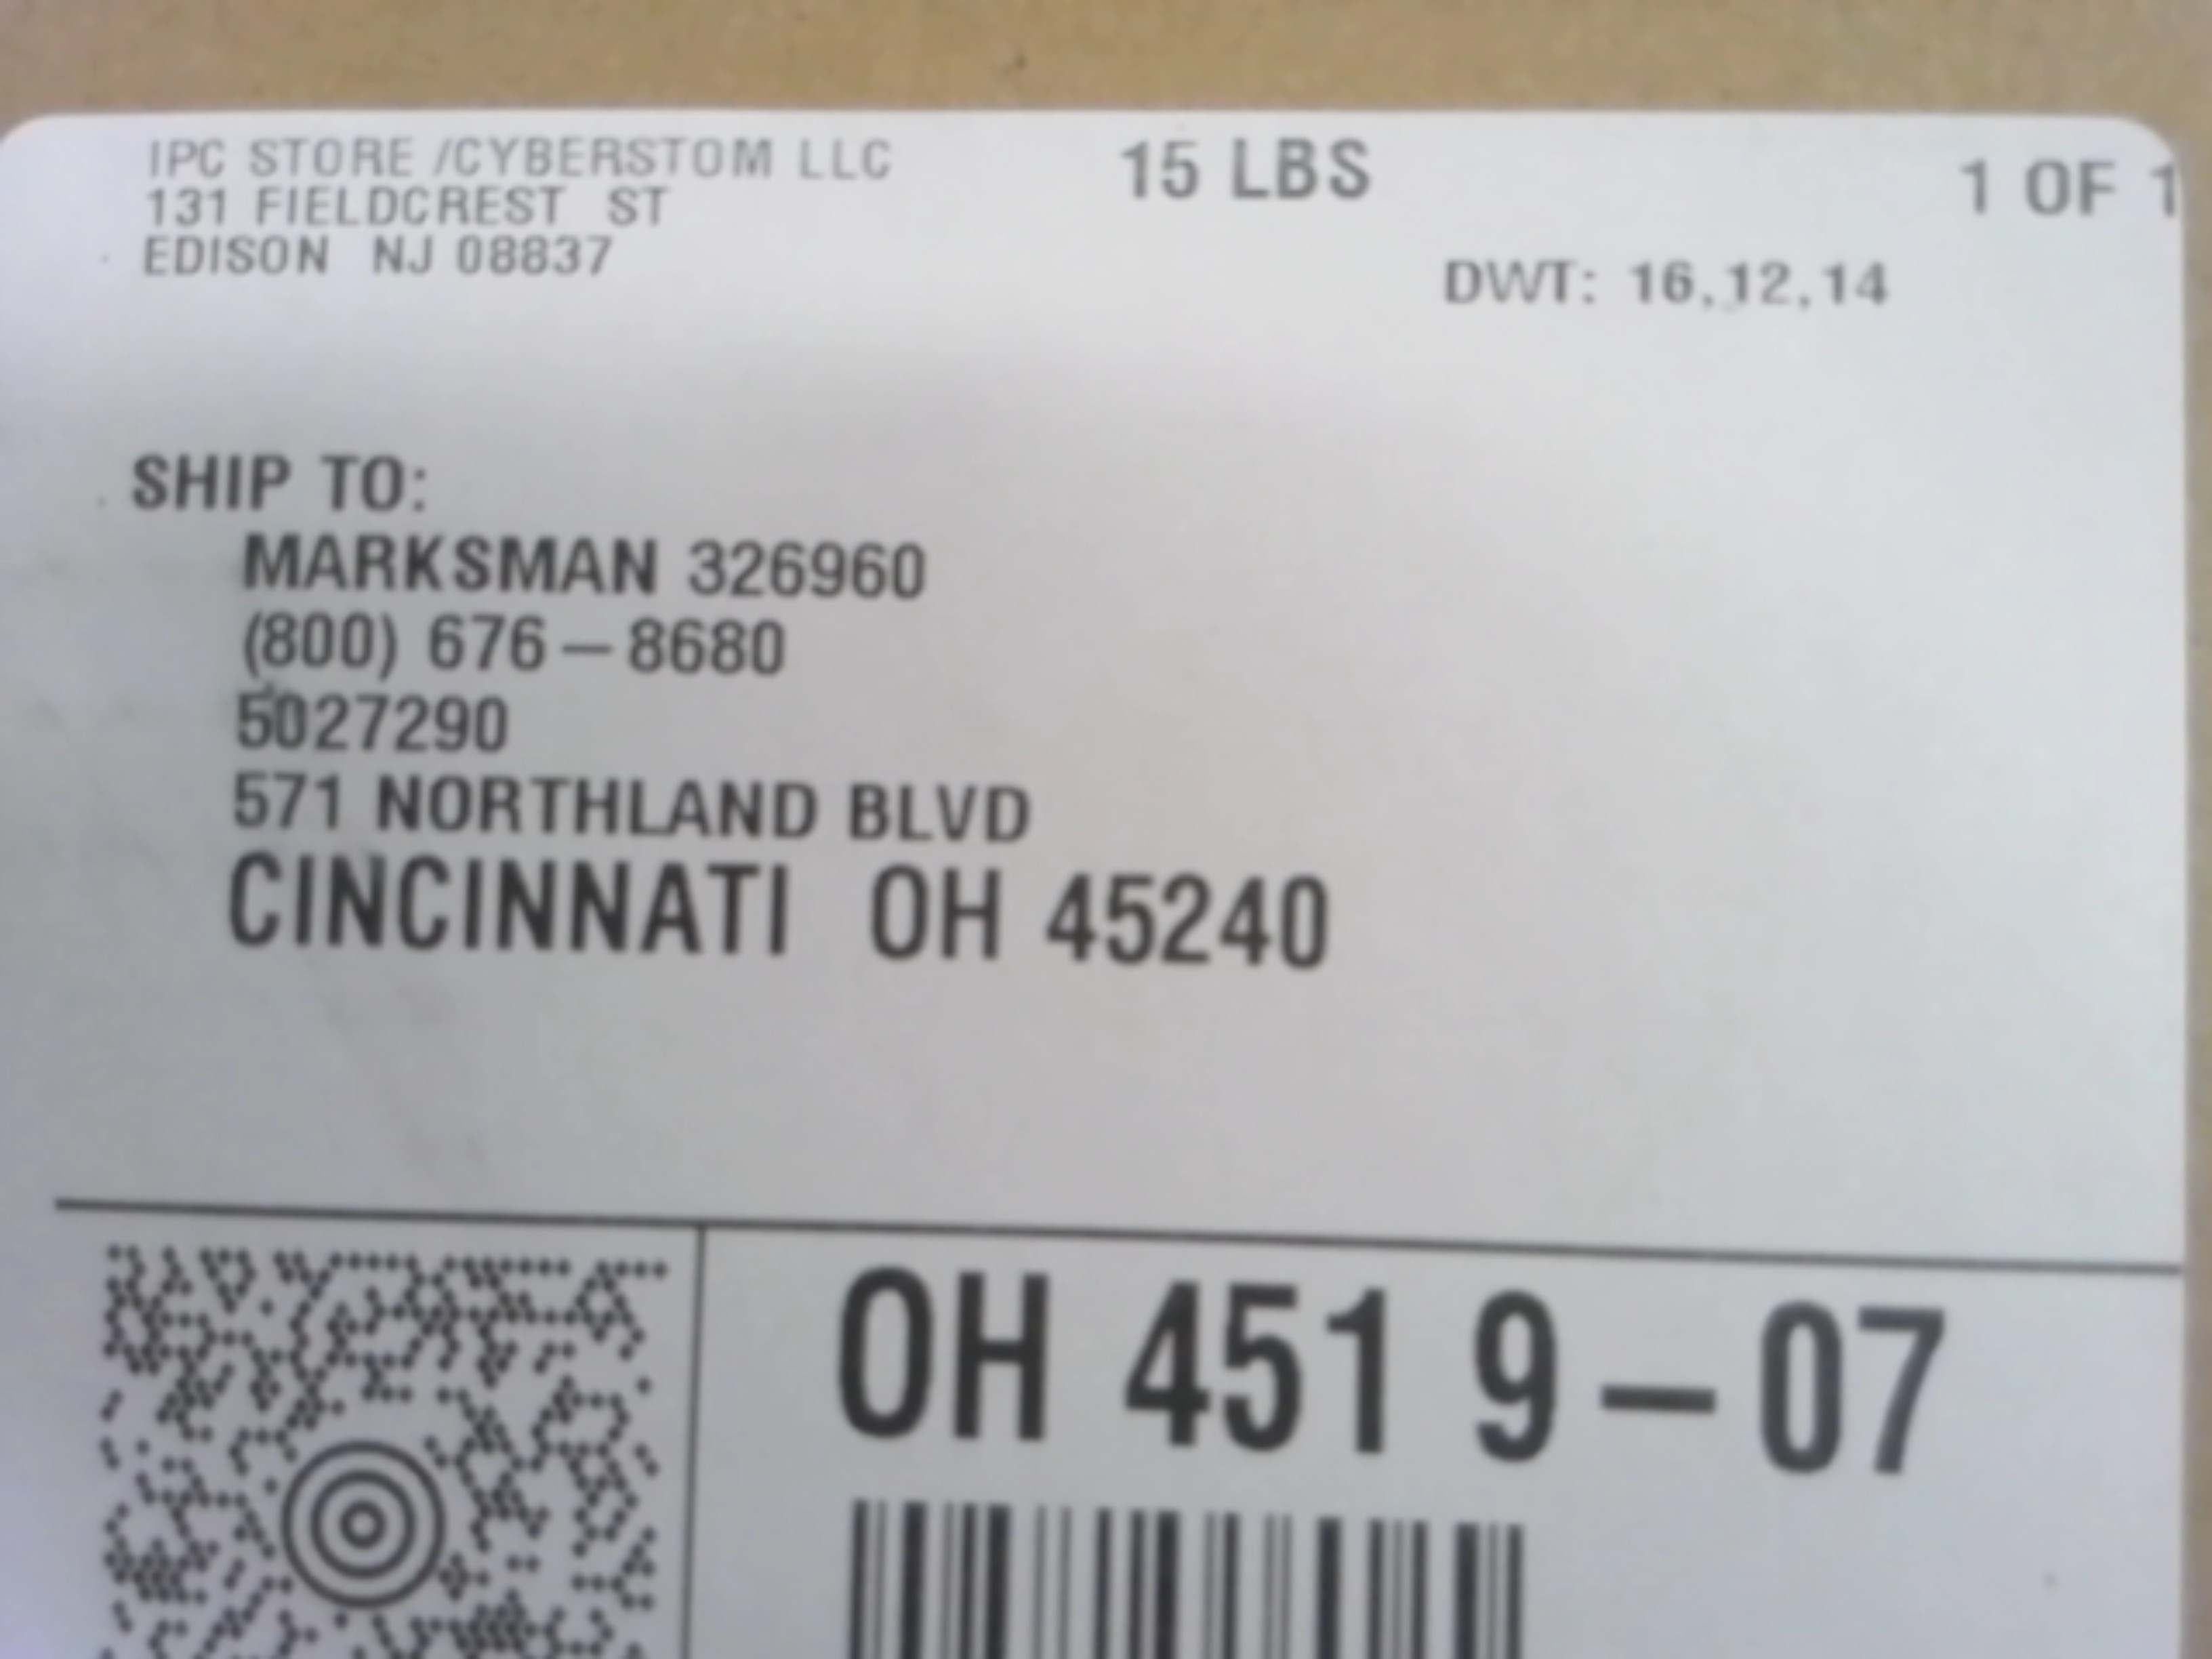 IPC STORE /CYBERSTOM LLC
131 FIELDCREST ST
EDISON NJ 08837
15 LBS
1 OF 1
DWT: 16,12,14
SHIP TO:
MARKSMAN 326960
(800) 676-8680
5027290
571 NORTHLAND BLVD
CINCINNATI OH 45240
OH 451 9-07